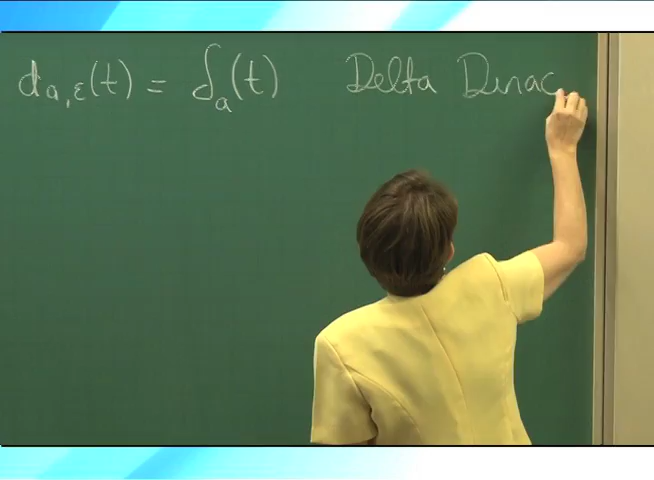 d_{a,ε}(t) = δ_a(t) Delta Dirac